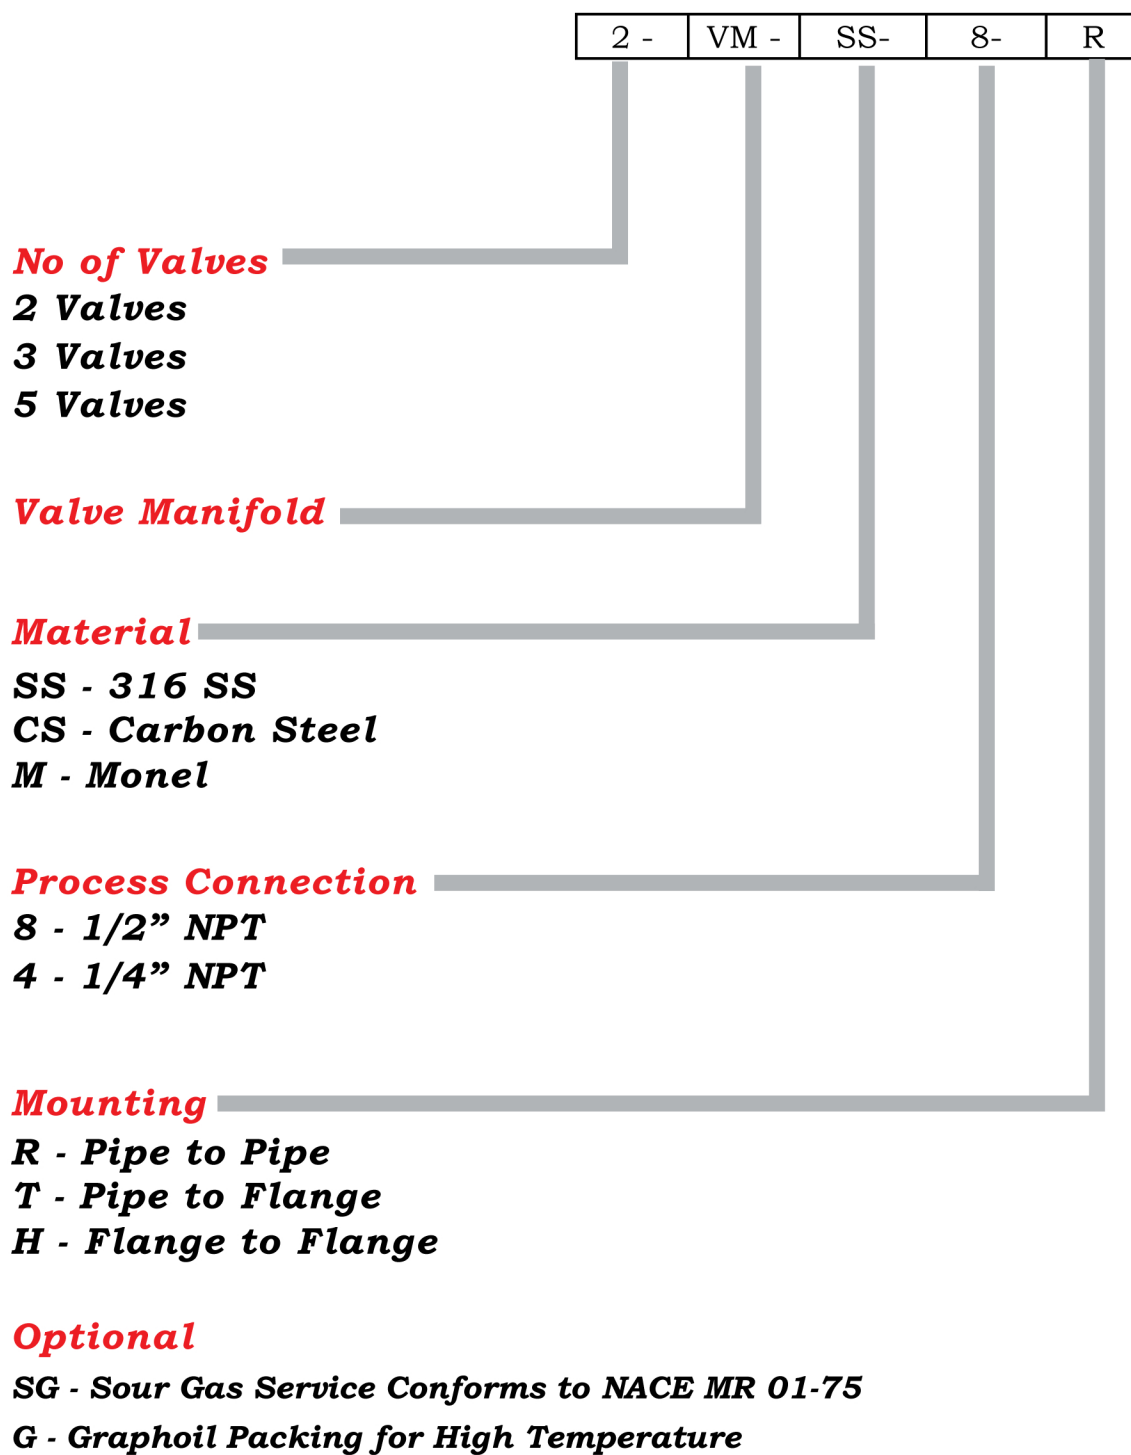 2 - VM - SS- 8- R
No of Valves
2 Valves
3 Valves
5 Valves
Valve Manifold
Material
SS - 316 SS
CS - Carbon Steel
M - Monel
Process Connection
8 - 1/2” NPT
4 - 1/4” NPT
Mounting
R - Pipe to Pipe
T - Pipe to Flange
H - Flange to Flange
Optional
SG - Sour Gas Service Conforms to NACE MR 01-75
G - Graphoil Packing for High Temperature